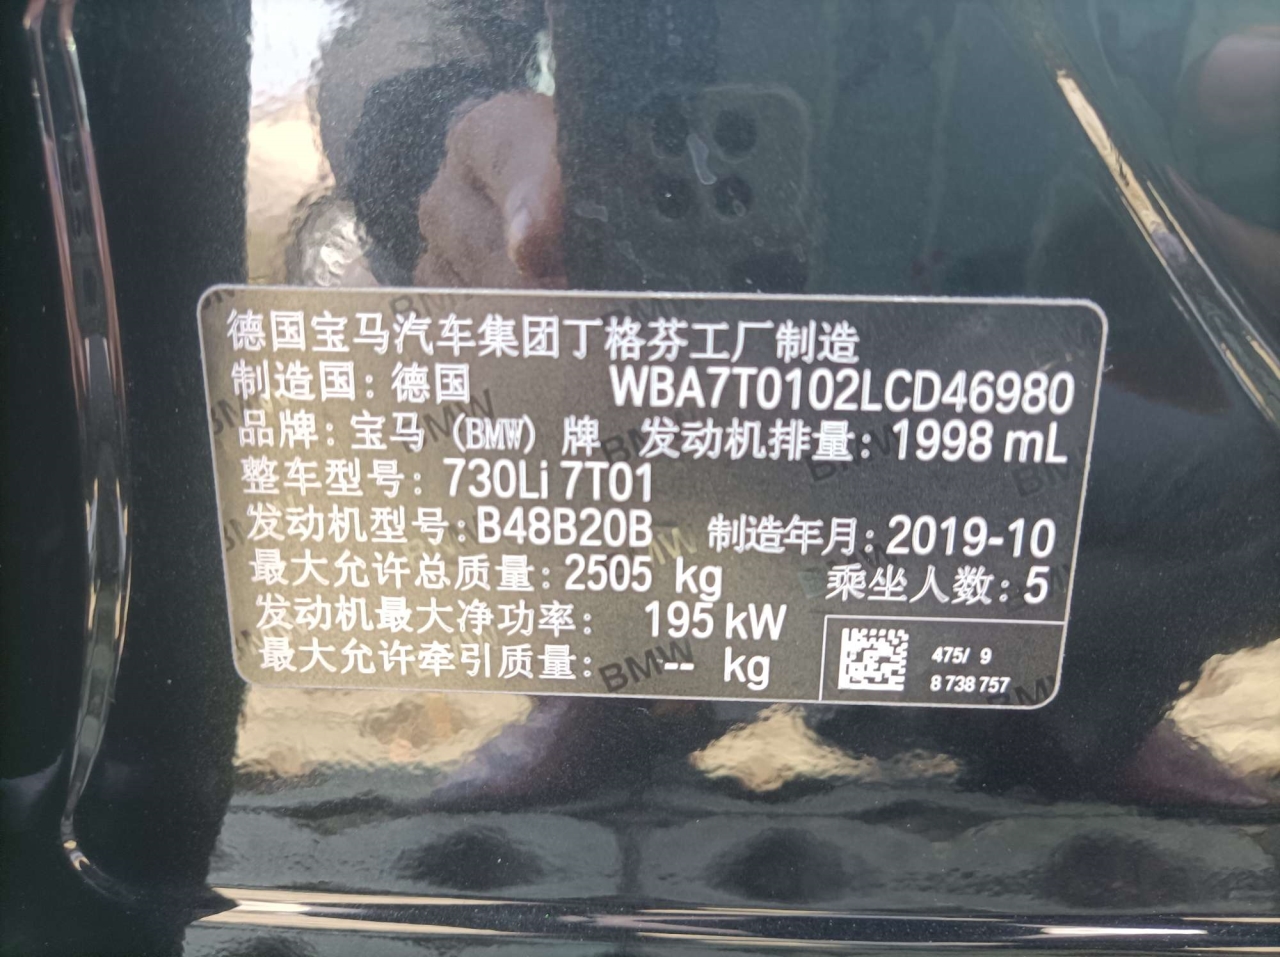 德国宝马汽车集团丁格芬工厂制造
制造国：德国 WBA7T0102LCD46980
品牌：宝马 (BMW) 牌 发动机排量：1998 mL
整车型号：730Li 7T01
发动机型号：B48B20B 制造年月：2019-10
最大允许总质量：2505 kg 乘坐人数：5
发动机最大净功率： 195 kW
最大允许牵引质量： -- kg
475/ 9
8 738 757
BMW